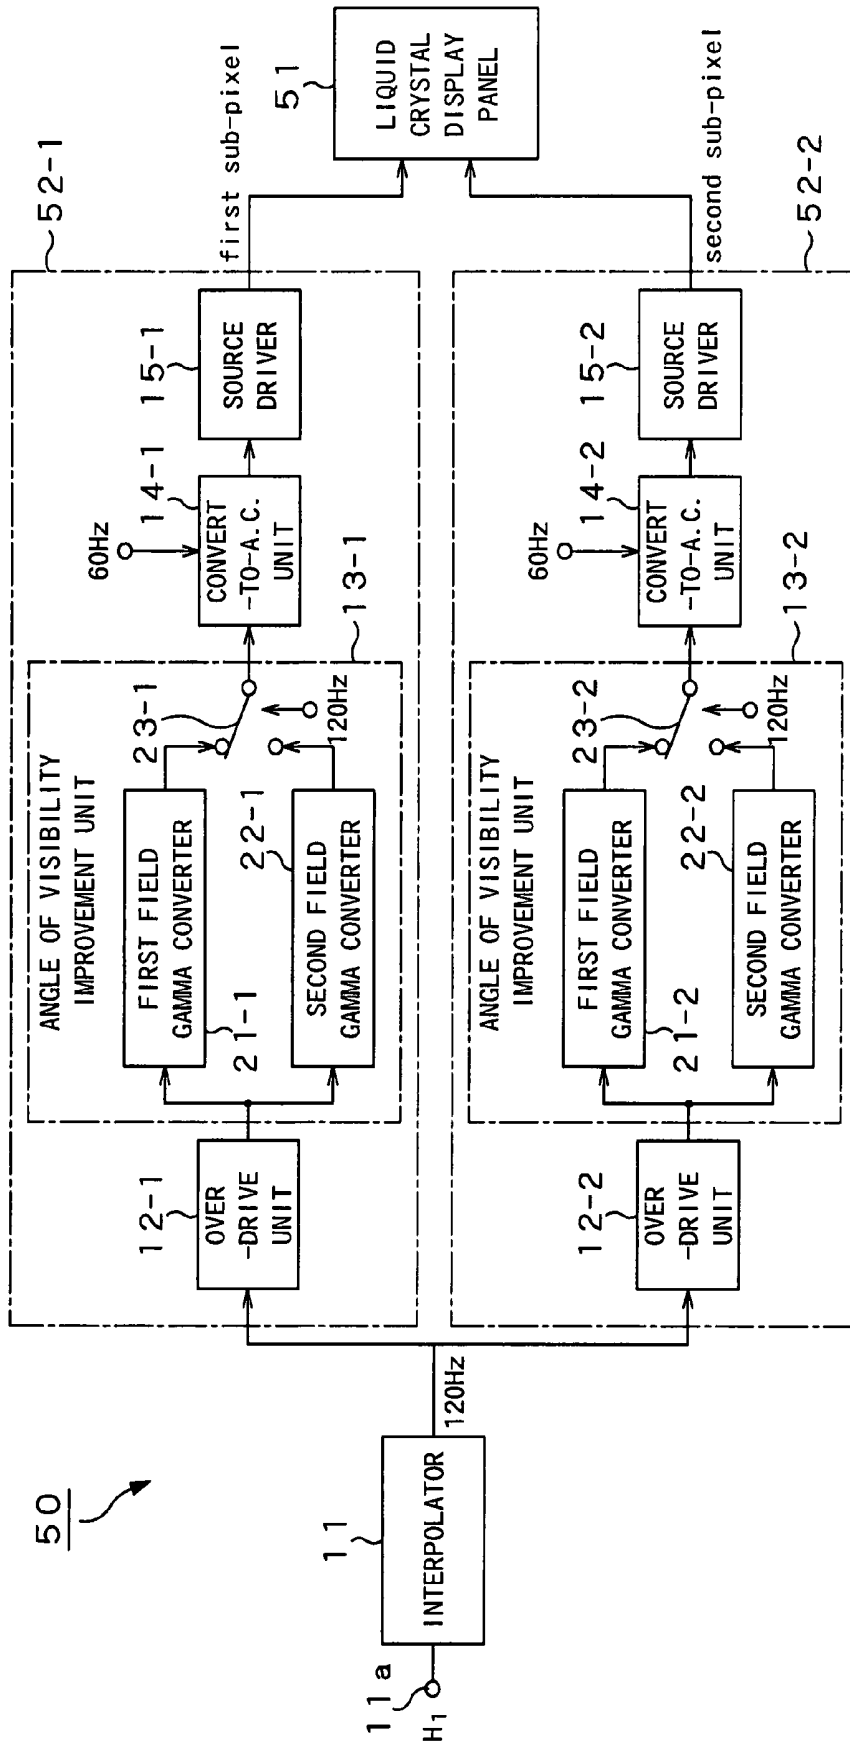 50
H1
11a
11
INTERPOLATOR
120Hz
52-1
12-1
OVER
-DRIVE
UNIT
ANGLE OF VISIBILITY
IMPROVEMENT UNIT
FIRST FIELD
GAMMA CONVERTER
21-1
22-1
SECOND FIELD
GAMMA CONVERTER
23-1
120Hz
13-1
60Hz
14-1
CONVERT
-TO-A.C.
UNIT
15-1
SOURCE
DRIVER
first sub-pixel
51
LIQUID
CRYSTAL
DISPLAY
PANEL
12-2
OVER
-DRIVE
UNIT
ANGLE OF VISIBILITY
IMPROVEMENT UNIT
FIRST FIELD
GAMMA CONVERTER
21-2
22-2
SECOND FIELD
GAMMA CONVERTER
23-2
120Hz
13-2
60Hz
14-2
CONVERT
-TO-A.C.
UNIT
15-2
SOURCE
DRIVER
second sub-pixel
52-2